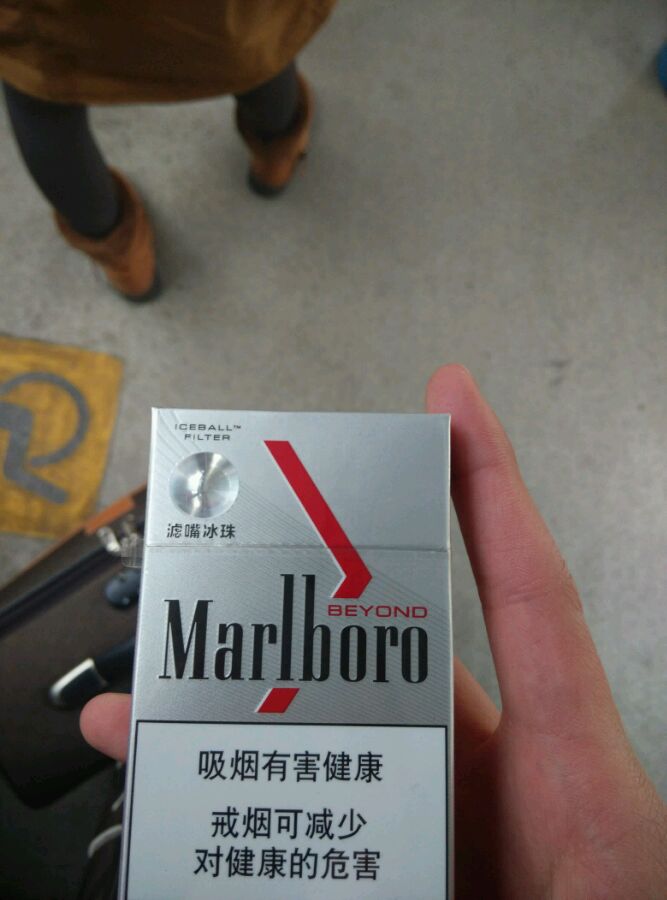 ICEBALL™
FILTER
滤嘴冰珠
BEYOND
Marlboro
吸烟有害健康
戒烟可减少
对健康的危害